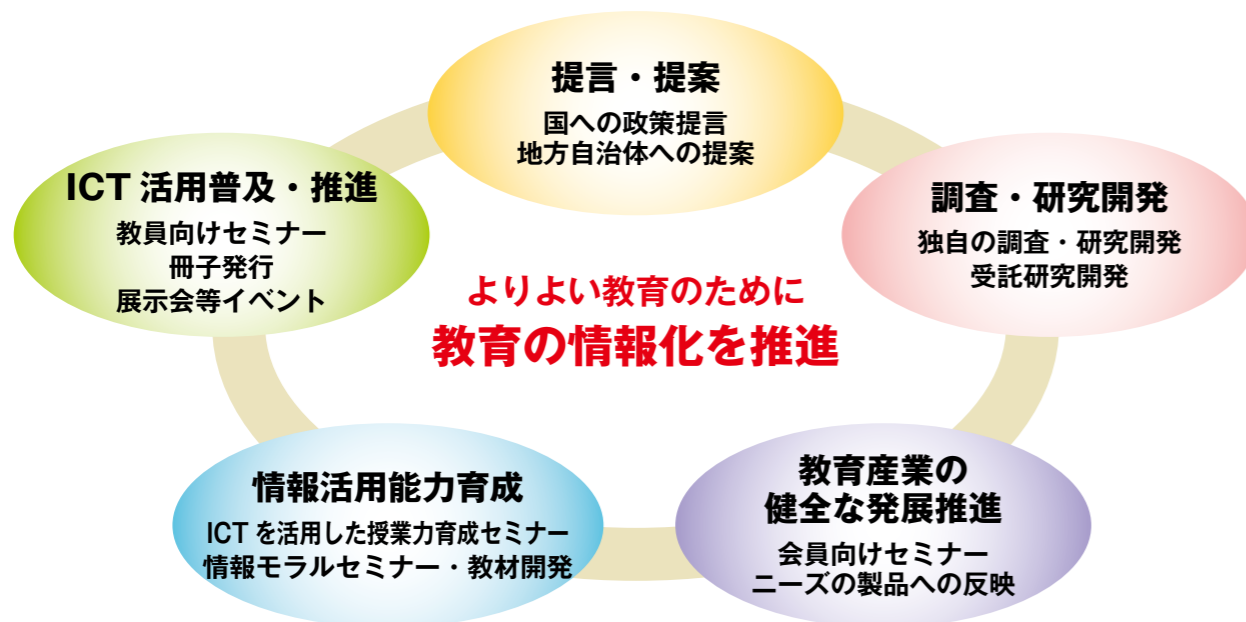 提言・提案
国への政策提言
地方自治体への提案
ICT 活用普及・推進
教員向けセミナー
冊子発行
展示会等イベント
調査・研究開発
独自の調査・研究開発
受託研究開発
よりよい教育のために
教育の情報化を推進
情報活用能力育成
ICT を活用した授業力育成セミナー
情報モラルセミナー・教材開発
教育産業の
健全な発展推進
会員向けセミナー
ニーズの製品への反映